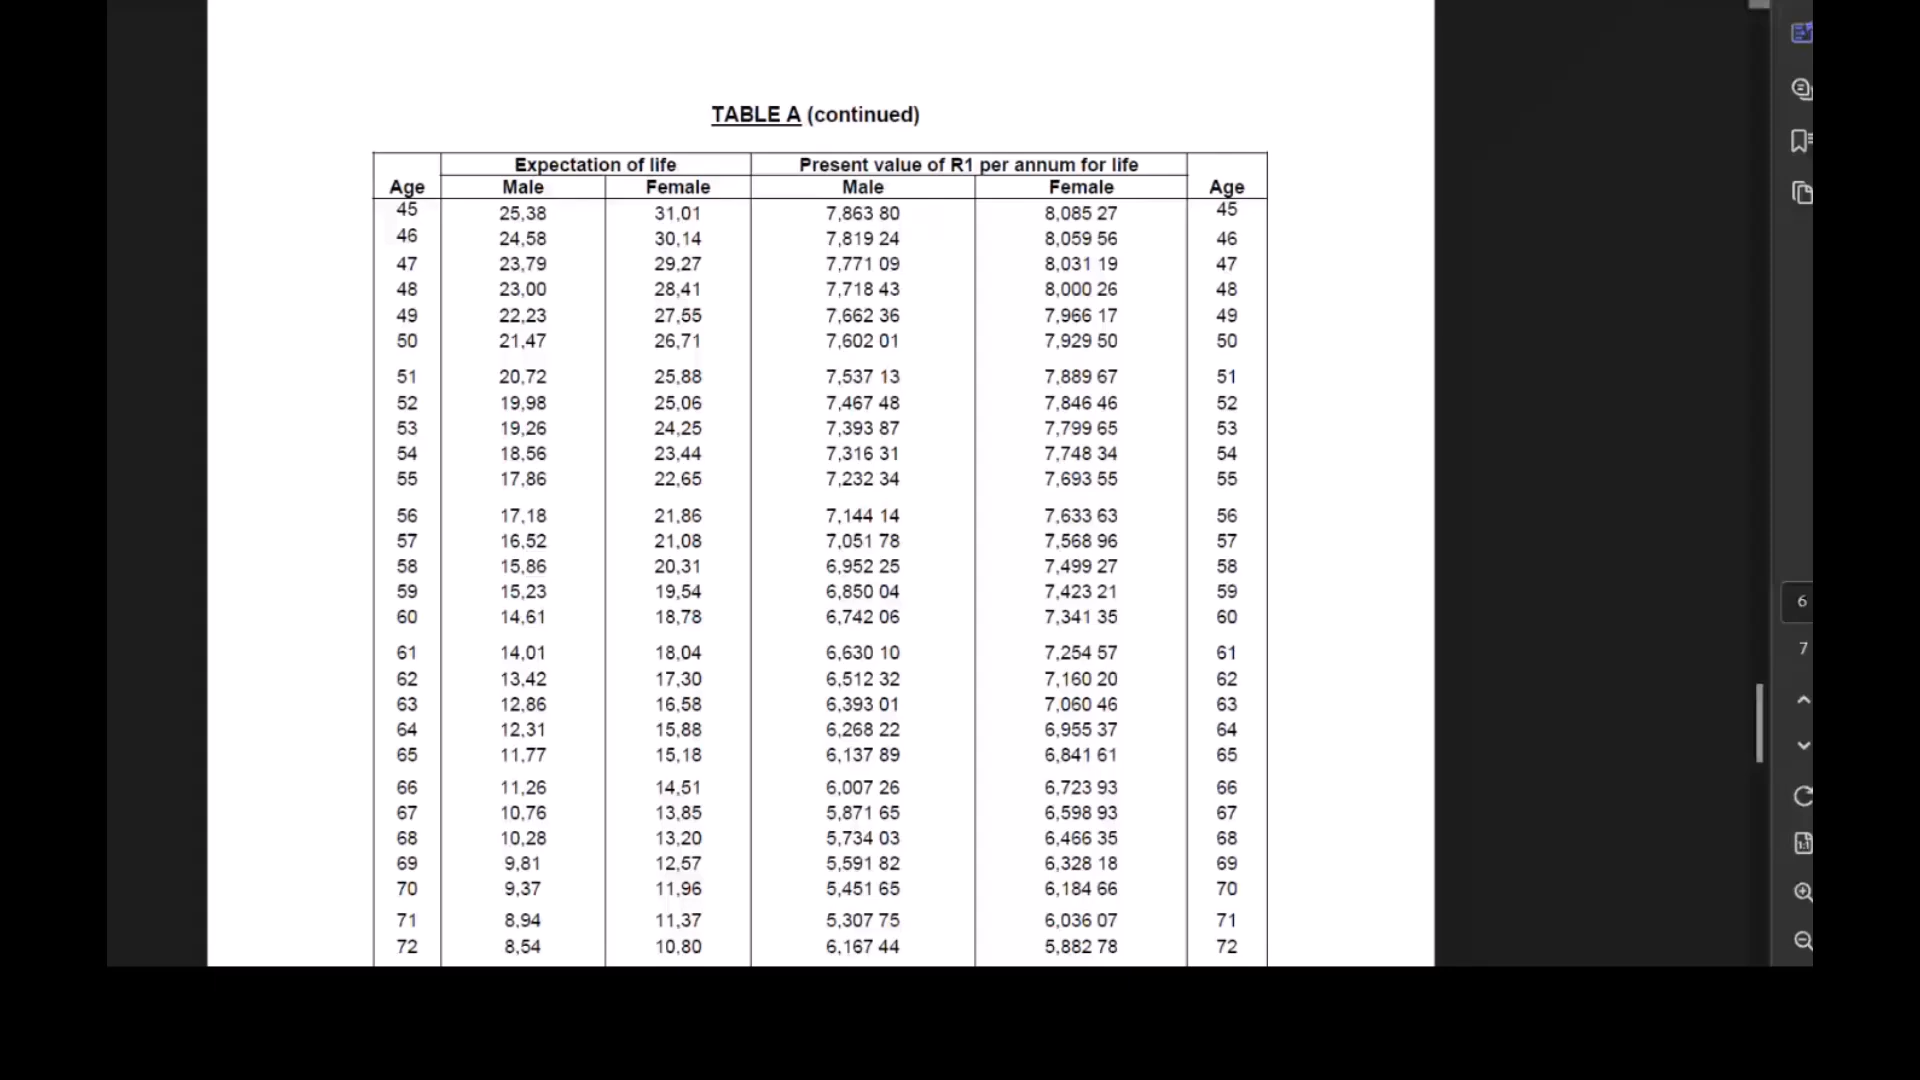 TABLE A (continued)
Expectation of life Present value of R1 per annum for life
Age Male Female Male Female Age
45 25,38 31,01 7,863 80 8,085 27 45
46 24,58 30,14 7,819 24 8,059 56 46
47 23,79 29,27 7,771 09 8,031 19 47
48 23,00 28,41 7,718 43 8,000 26 48
49 22,23 27,55 7,662 36 7,966 17 49
50 21,47 26,71 7,602 01 7,929 50 50
51 20,72 25,88 7,537 13 7,889 67 51
52 19,98 25,06 7,467 48 7,846 46 52
53 19,26 24,25 7,393 87 7,799 65 53
54 18,56 23,44 7,316 31 7,748 34 54
55 17,86 22,65 7,232 34 7,693 55 55
56 17,18 21,86 7,144 14 7,633 63 56
57 16,52 21,08 7,051 78 7,568 96 57
58 15,86 20,31 6,952 25 7,499 27 58
59 15,23 19,54 6,850 04 7,423 21 59
60 14,61 18,78 6,742 06 7,341 35 60
61 14,01 18,04 6,630 10 7,254 57 61
62 13,42 17,30 6,512 32 7,160 20 62
63 12,86 16,58 6,393 01 7,060 46 63
64 12,31 15,88 6,268 22 6,955 37 64
65 11,77 15,18 6,137 89 6,841 61 65
66 11,26 14,51 6,007 26 6,723 93 66
67 10,76 13,85 5,871 65 6,598 93 67
68 10,28 13,20 5,734 03 6,466 35 68
69 9,81 12,57 5,591 82 6,328 18 69
70 9,37 11,96 5,451 65 6,184 66 70
71 8,94 11,37 5,307 75 6,036 07 71
72 8,54 10,80 6,167 44 5,882 78 72
6
7
1:1